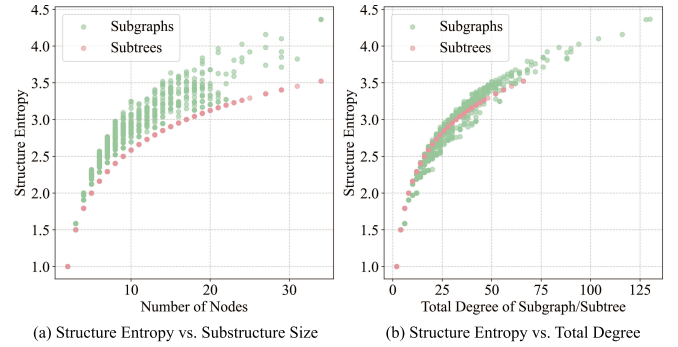 4.5
4.0
3.5
3.0
2.5
2.0
1.5
1.0
Structure Entropy
Subgraphs
Subtrees
10 20 30
Number of Nodes
(a) Structure Entropy vs. Substructure Size
4.5
4.0
3.5
3.0
2.5
2.0
1.5
1.0
Structure Entropy
Subgraphs
Subtrees
0 25 50 75 100 125
Total Degree of Subgraph/Subtree
(b) Structure Entropy vs. Total Degree